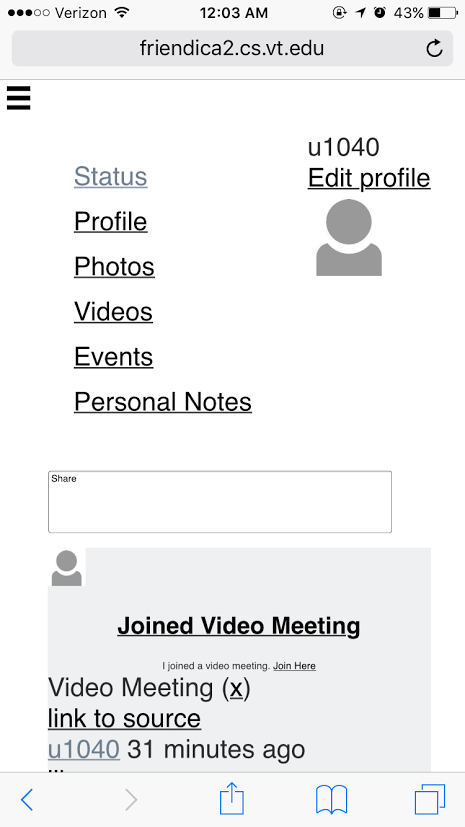 Verizon 12:03 AM 43%
friendica2.cs.vt.edu
u1040
Edit profile
Status
Profile
Photos
Videos
Events
Personal Notes
Share
Joined Video Meeting
I joined a video meeting. Join Here
Video Meeting (x)
link to source
u1040 31 minutes ago